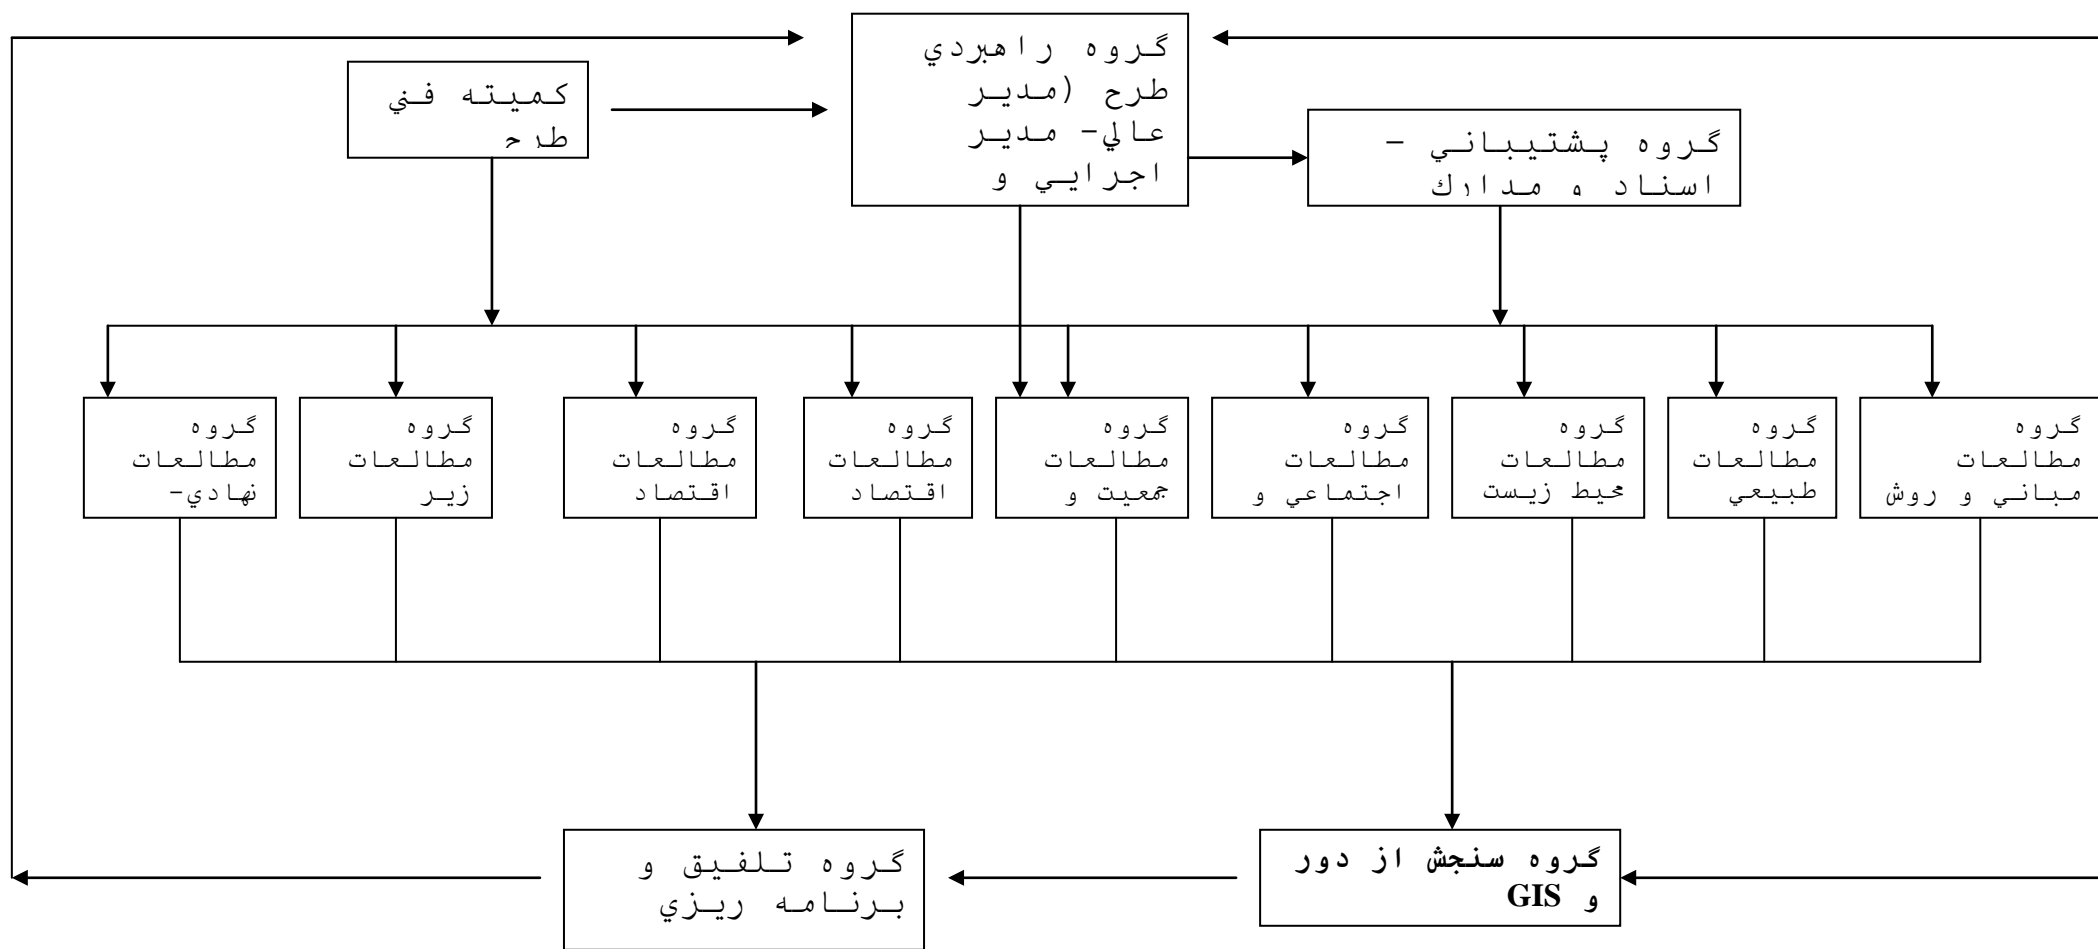 گروه راهبردي
طرح (مدير
عالي- مدير
اجرايي و
كميته فني
طرح
گروه پشتيباني -
اسناد و مدارك
گروه
مطالعات
مباني و روش
گروه
مطالعات
طبيعي
گروه
مطالعات
محيط زيست
گروه
مطالعات
اجتماعي و
گروه
مطالعات
جمعيت و
گروه
مطالعات
اقتصاد
گروه
مطالعات
اقتصاد
گروه
مطالعات
زير
گروه
مطالعات
نهادي-
گروه سنجش از دور
و GIS
گروه تلفيق و
برنامه ريزي